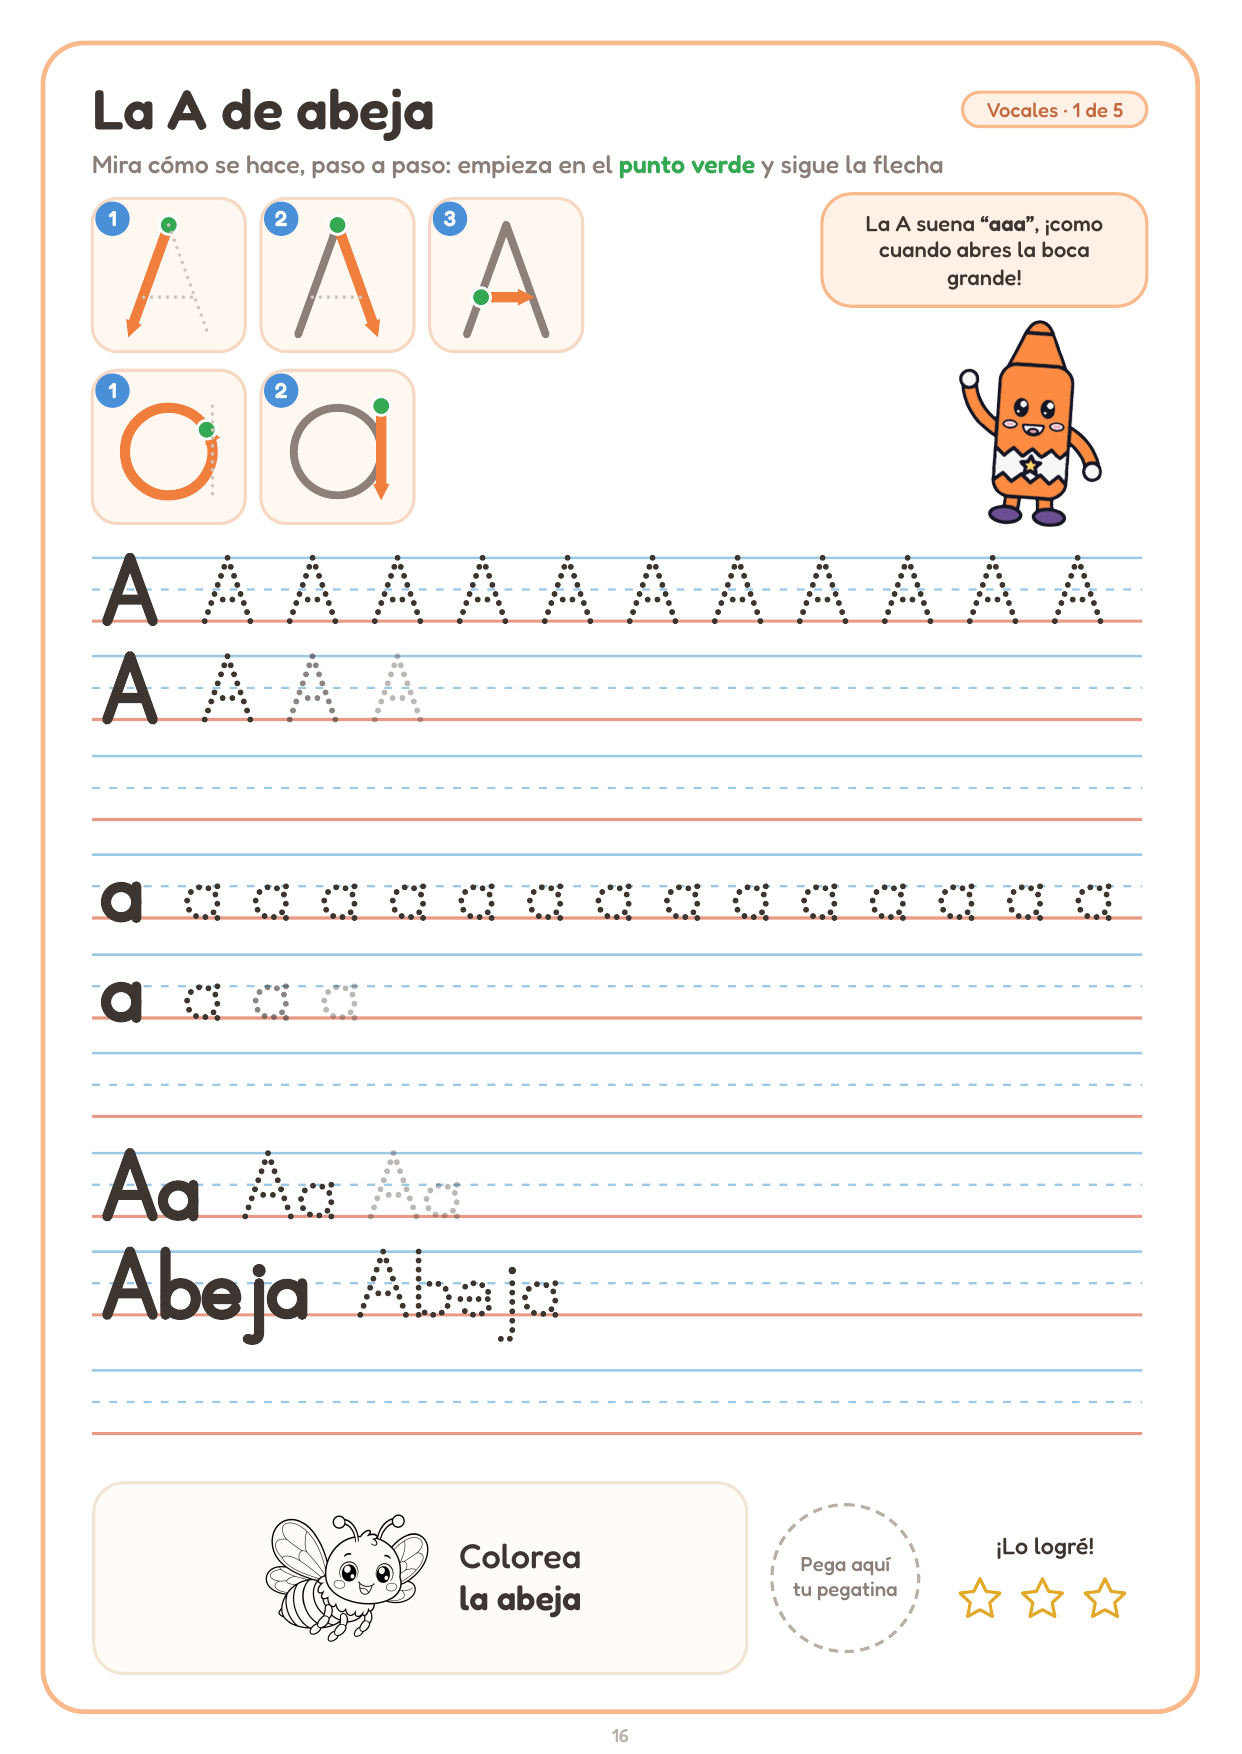 La A de abeja
Vocales · 1 de 5
Mira cómo se hace, paso a paso: empieza en el punto verde y sigue la flecha
1
2
3
La A suena “aaa”, ¡como
cuando abres la boca
grande!
1
2
A A A A A A A A A A A A
A A A A
a a a a a a a a a a a a a a a
a a a a
Aa Aa Aa
Abeja Abeja
Colorea
la abeja
Pega aquí
tu pegatina
¡Lo logré!
16